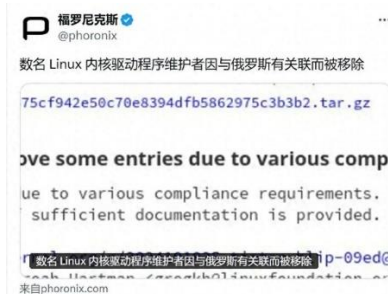 福罗尼克斯
@phoronix
数名 Linux 内核驱动程序维护者因与俄罗斯有关联而被移除
75cf942e50c70e8394dfb5862975c3b3b2.tar.gz
ove some entries due to various comp
ue to various compliance requirements.
sufficient documentation is provided.
数名 Linux 内核驱动程序维护者因与俄罗斯有关联而被移除
lip-09ed@
来自phoronix.com